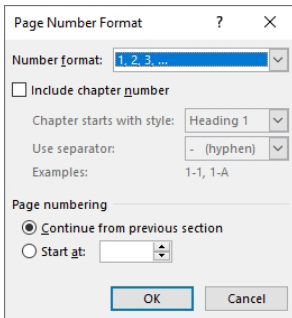 Page Number Format ? ×
Number format: 1, 2, 3, ...
Include chapter number
Chapter starts with style: Heading 1
Use separator: - (hyphen)
Examples: 1-1, 1-A
Page numbering
Continue from previous section
Start at:
OK Cancel